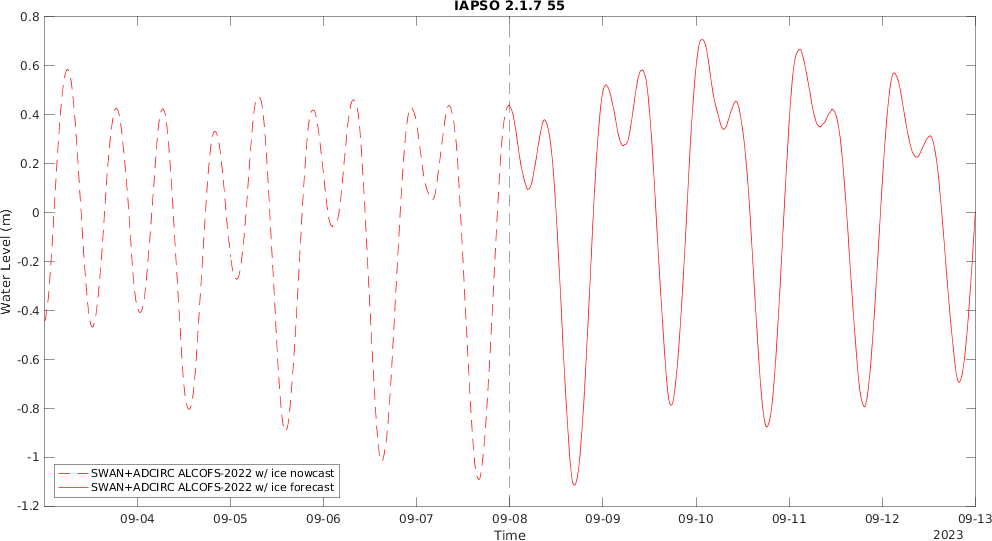 IAPSO 2.1.7 55
0.8
0.6
0.4
0.2
0
-0.2
-0.4
-0.6
-0.8
-1
-1.2
Water Level (m)
SWAN+ADCIRC ALCOFS-2022 w/ ice nowcast
SWAN+ADCIRC ALCOFS-2022 w/ ice forecast
09-04 09-05 09-06 09-07 09-08 09-09 09-10 09-11 09-12 09-13
Time
2023